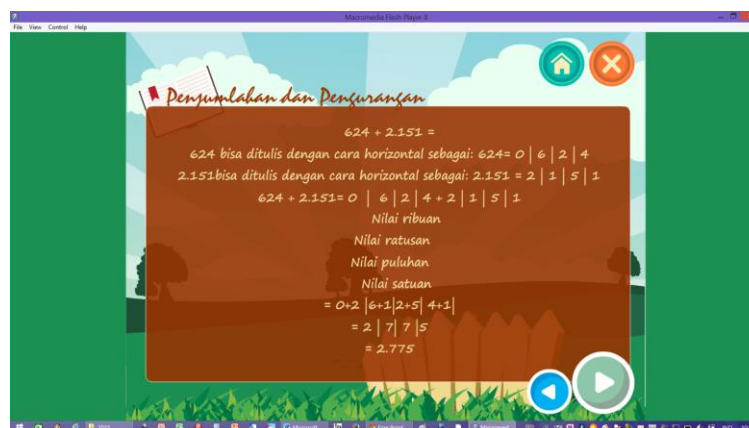 Macromedia Flash Player 8
File View Control Help
Penjumlahan dan Pengurangan
624 + 2.151 =
624 bisa ditulis dengan cara horizontal sebagai: 624= 0 | 6 | 2 | 4
2.151bisa ditulis dengan cara horizontal sebagai: 2.151 = 2 | 1 | 5 | 1
624 + 2.151= 0 | 6 | 2 | 4 + 2 | 1 | 5 | 1
Nilai ribuan
Nilai ratusan
Nilai puluhan
Nilai satuan
= 0+2 |6+1|2+5| 4+1|
= 2 | 7| 7 |5
= 2.775